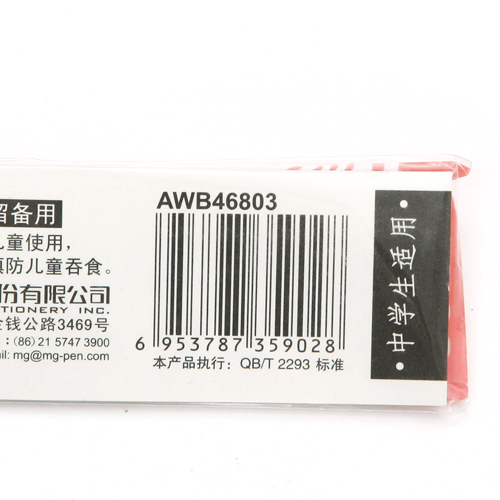 备用
儿童使用，
慎防儿童吞食。
份有限公司
TIONERY INC.
金钱公路3469号
: (86) 21 5747 3900
mail: mg@mg-pen.com
AWB46803
6 953787 359028
本产品执行：QB/T 2293 标准
·中学生适用·